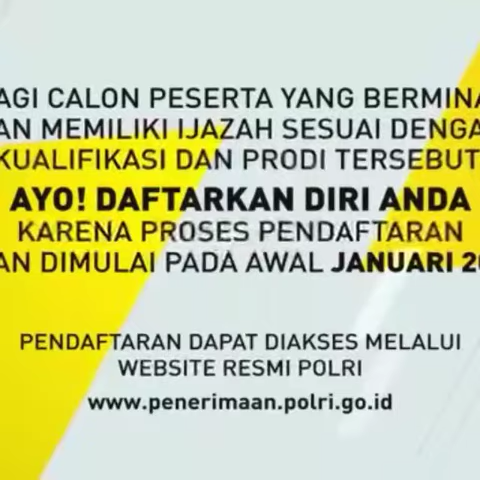 AGI CALON PESERTA YANG BERMINA
AN MEMILIKI IJAZAH SESUAI DENGA
KUALIFIKASI DAN PRODI TERSEBUT
AYO! DAFTARKAN DIRI ANDA
KARENA PROSES PENDAFTARAN
AN DIMULAI PADA AWAL JANUARI 20
PENDAFTARAN DAPAT DIAKSES MELALUI
WEBSITE RESMI POLRI
www.penerimaan.polri.go.id